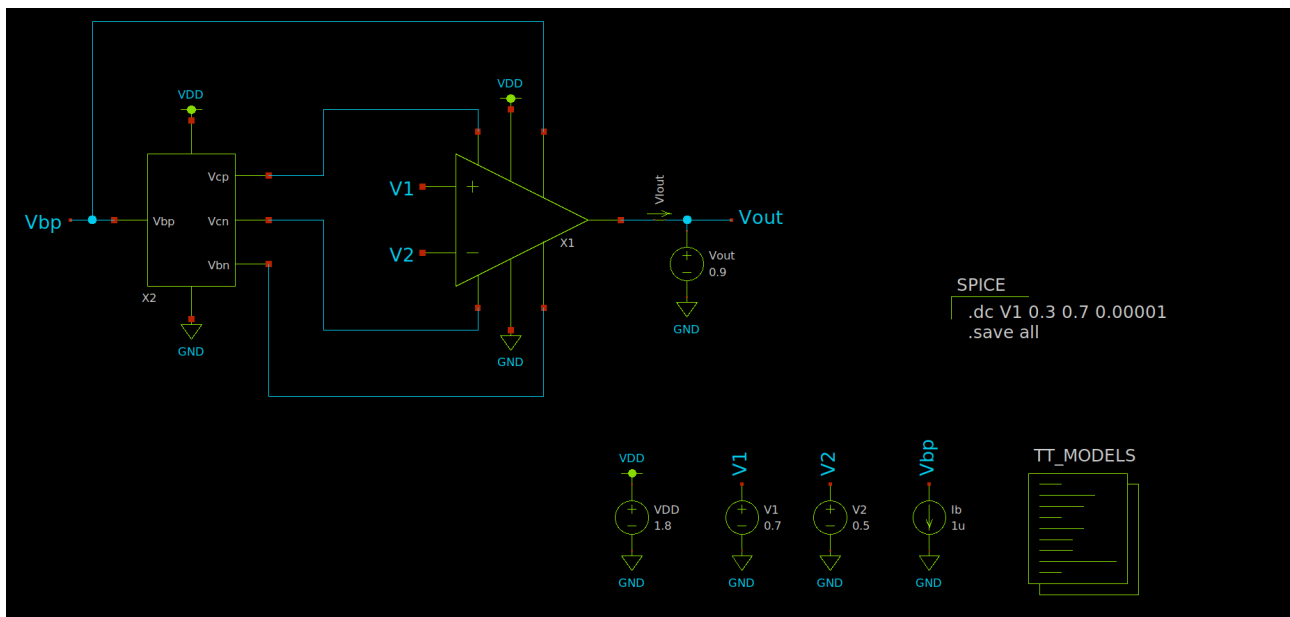 VDD
VDD
Vcp
V1
+
VIout
Vbp
Vbp
Vcn
Vout
X1
V2
−
Vbn
+
−
Vout
0.9
X2
SPICE
.dc V1 0.3 0.7 0.00001
.save all
GND
GND
GND
VDD
V1
V2
Vbp
TT_MODELS
+
−
VDD
1.8
+
−
V1
0.7
+
−
V2
0.5
Ib
1u
GND
GND
GND
GND